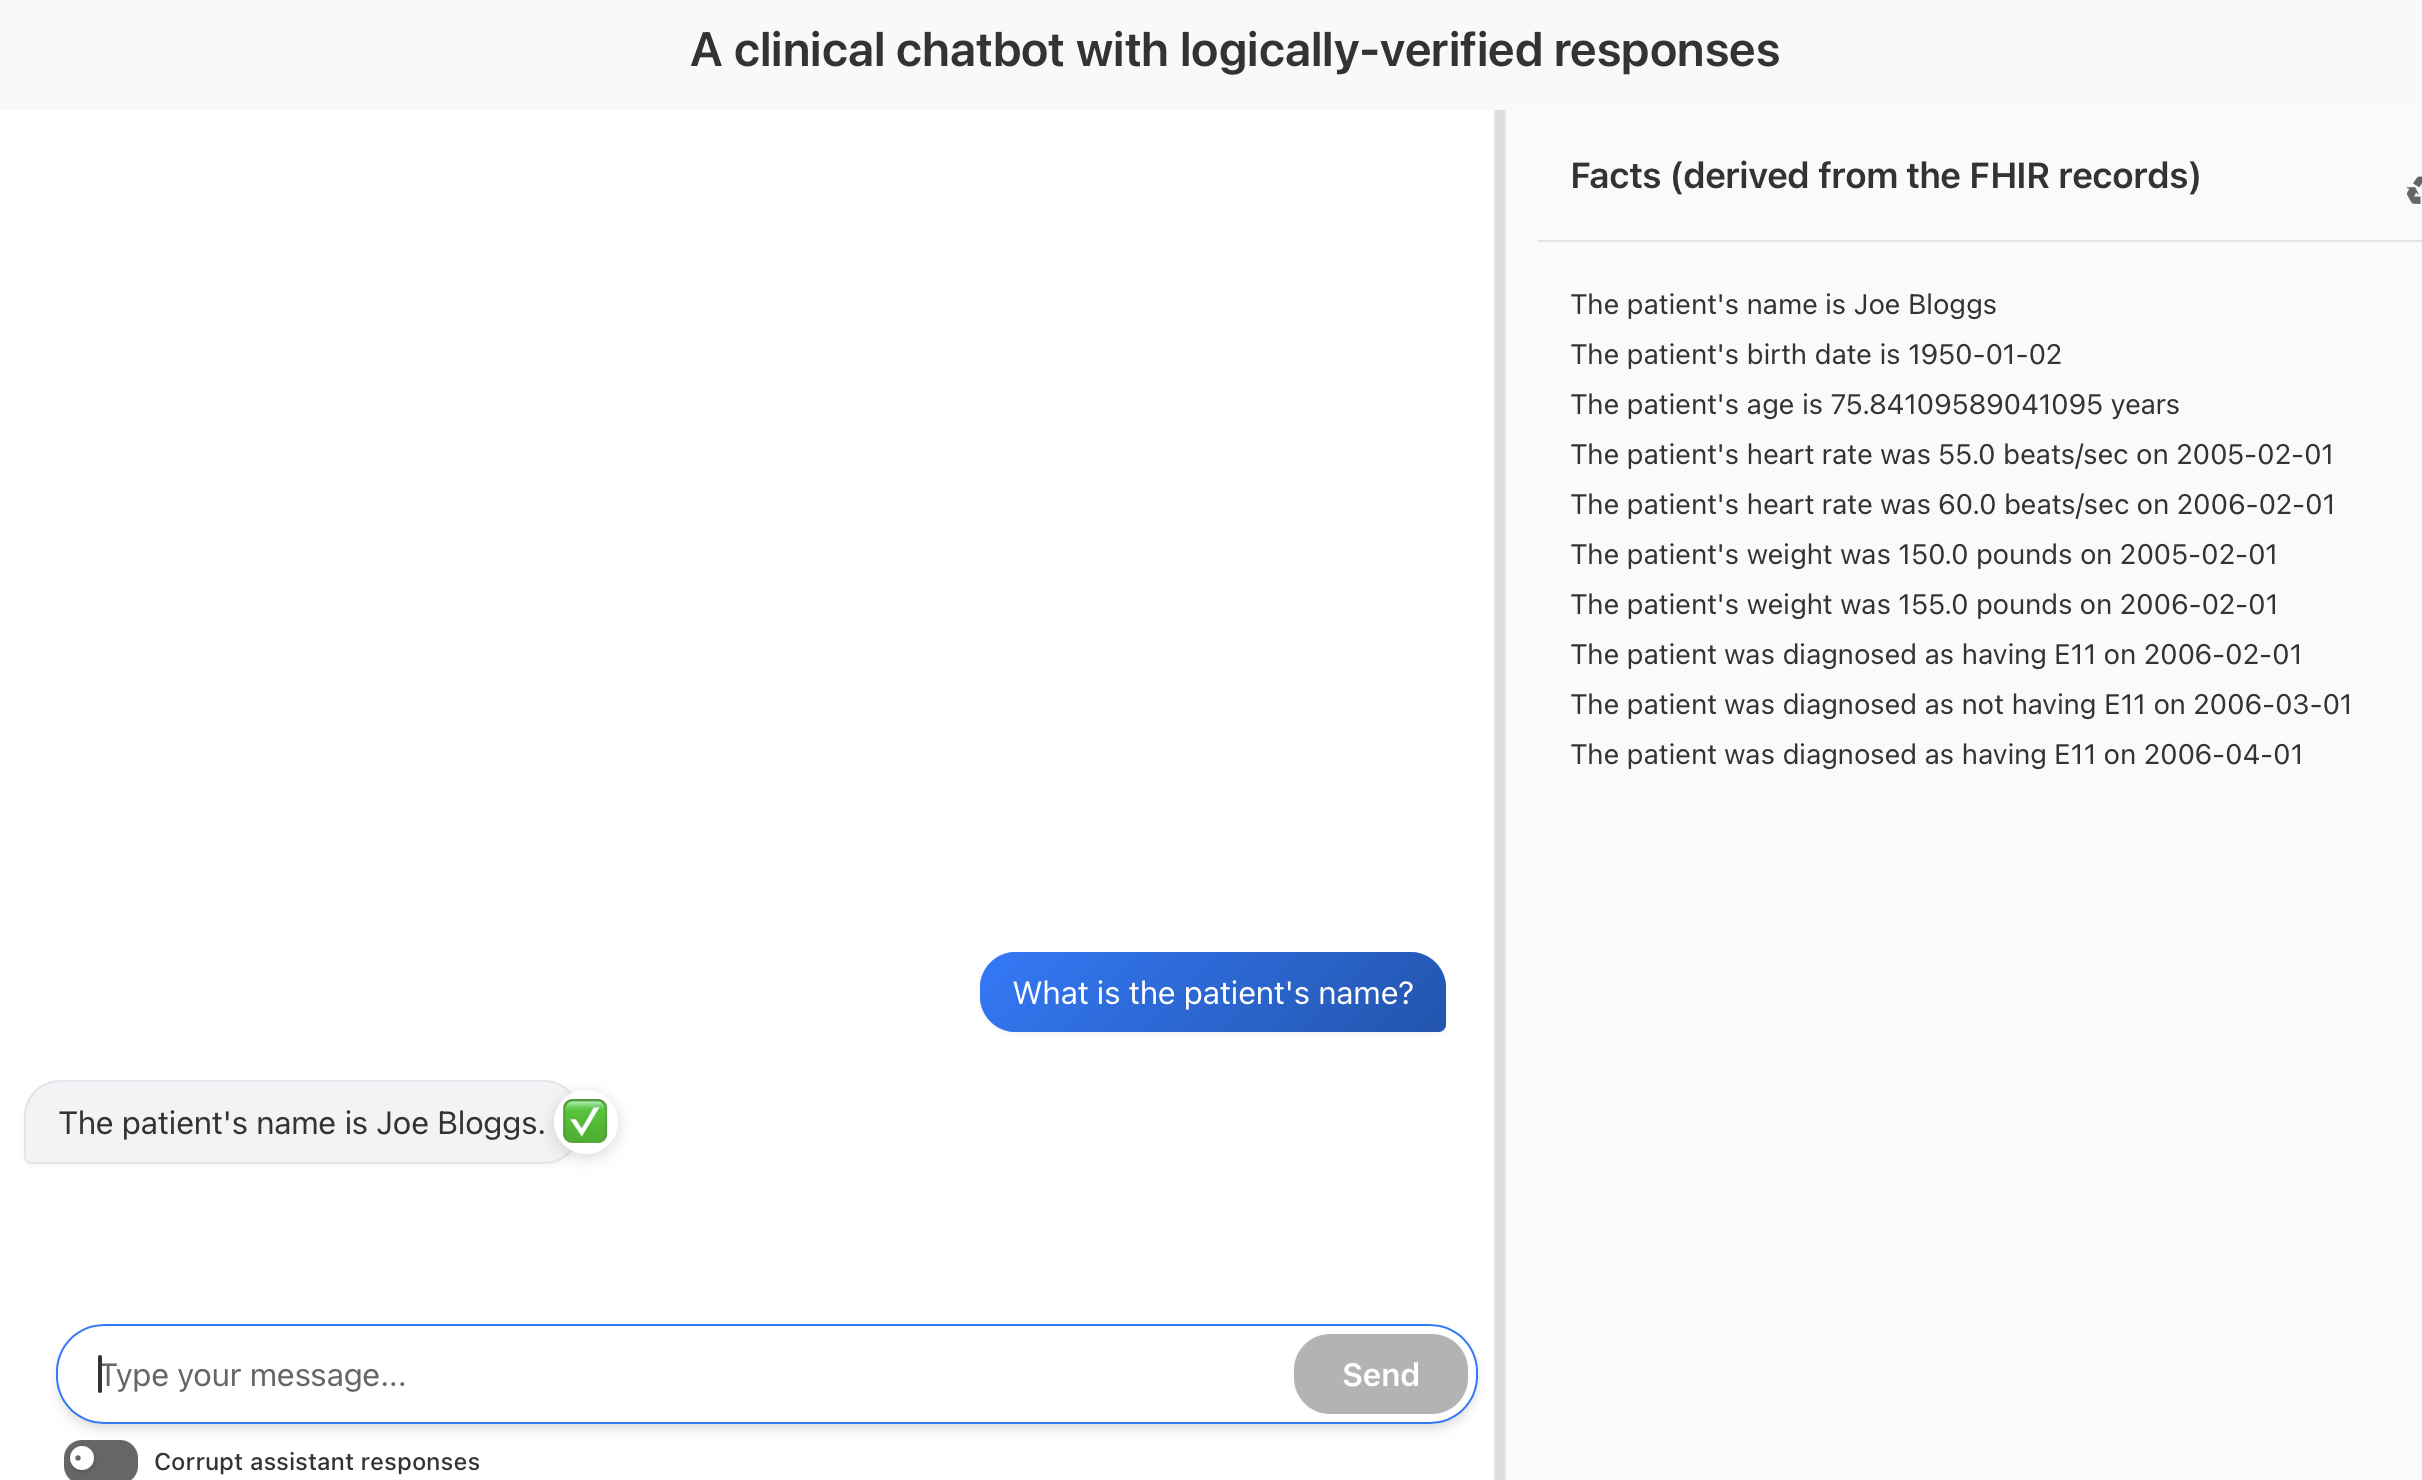 A clinical chatbot with logically-verified responses
What is the patient's name?
The patient's name is Joe Bloggs.
Type your message...
Send
Corrupt assistant responses
Facts (derived from the FHIR records)
The patient's name is Joe Bloggs
The patient's birth date is 1950-01-02
The patient's age is 75.84109589041095 years
The patient's heart rate was 55.0 beats/sec on 2005-02-01
The patient's heart rate was 60.0 beats/sec on 2006-02-01
The patient's weight was 150.0 pounds on 2005-02-01
The patient's weight was 155.0 pounds on 2006-02-01
The patient was diagnosed as having E11 on 2006-02-01
The patient was diagnosed as not having E11 on 2006-03-01
The patient was diagnosed as having E11 on 2006-04-01